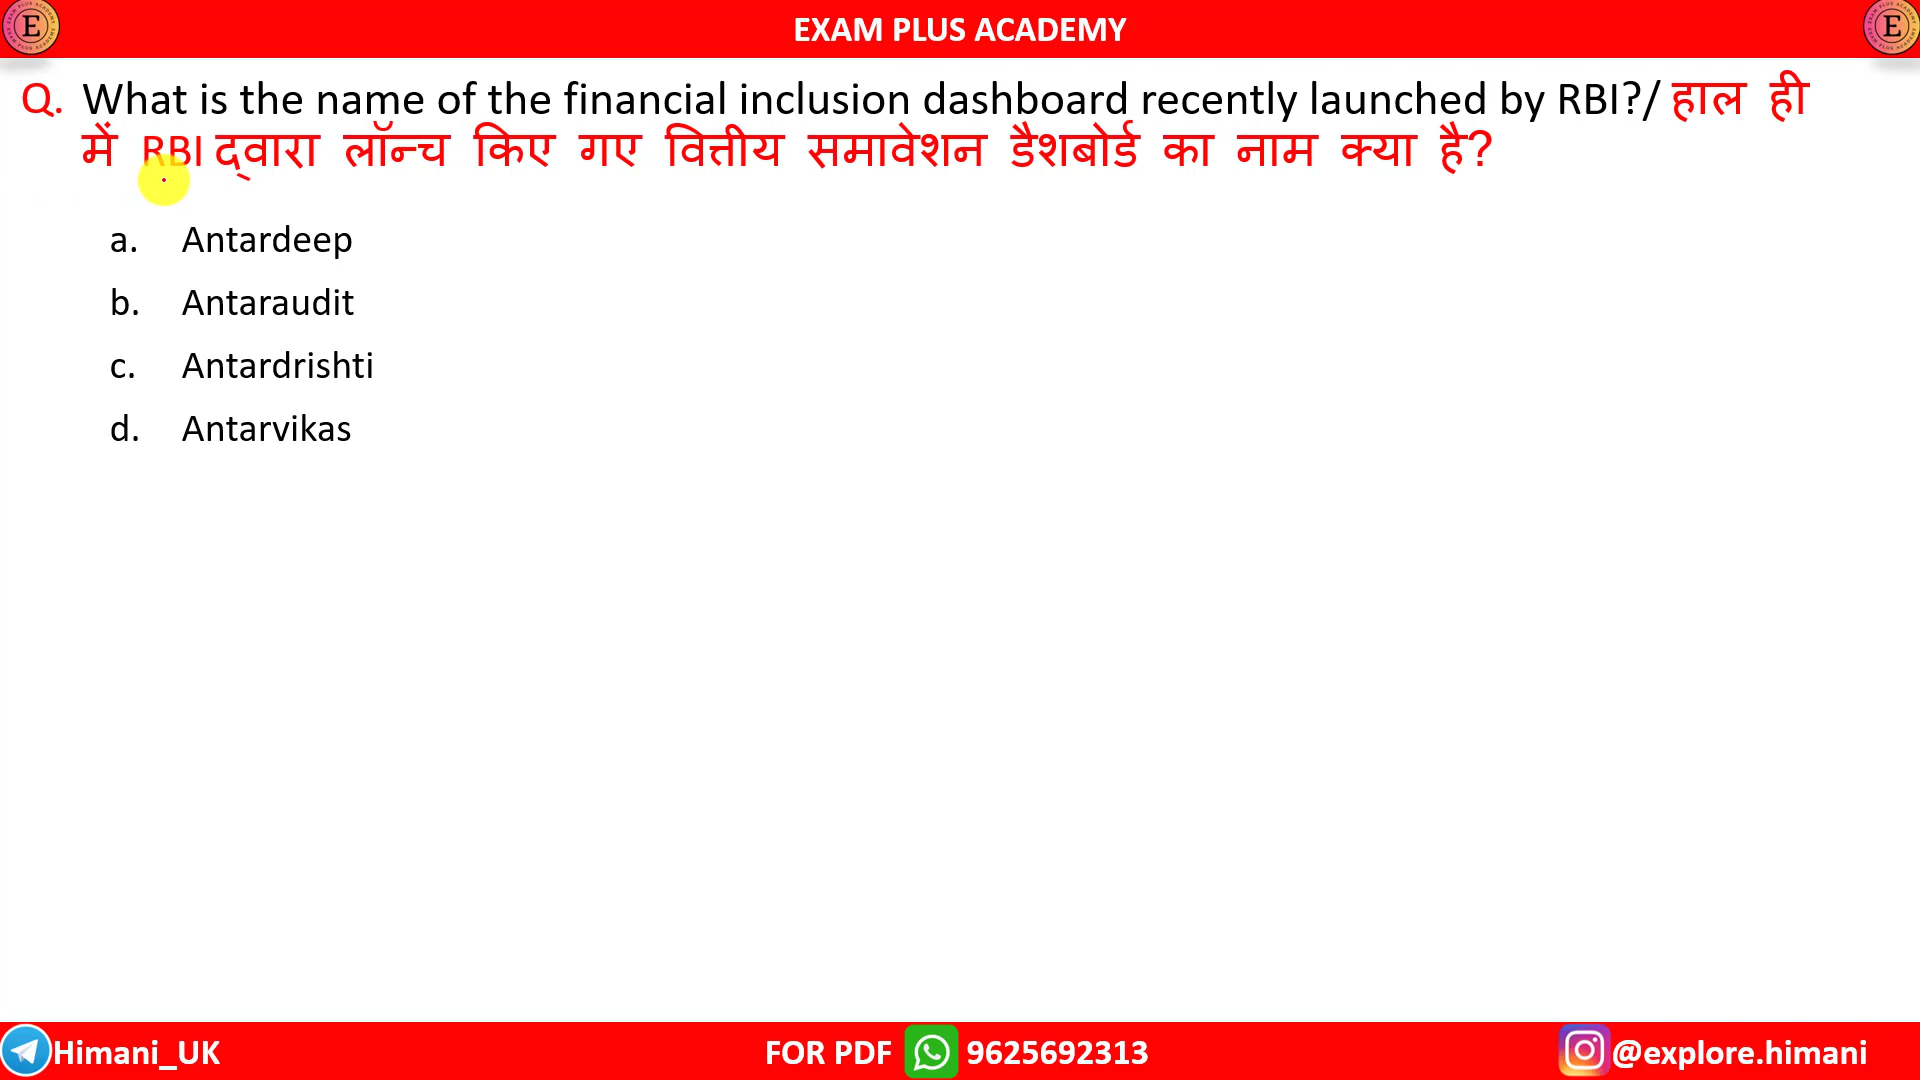 E
EXAM PLUS ACADEMY
E
Q. What is the name of the financial inclusion dashboard recently launched by RBI?/ हाल ही
में RBI द्वारा लॉन्च किए गए वित्तीय समावेशन डैशबोर्ड का नाम क्या है?
a. Antardeep
b. Antaraudit
c. Antardrishti
d. Antarvikas
Himani_UK
FOR PDF 9625692313
@explore.himani